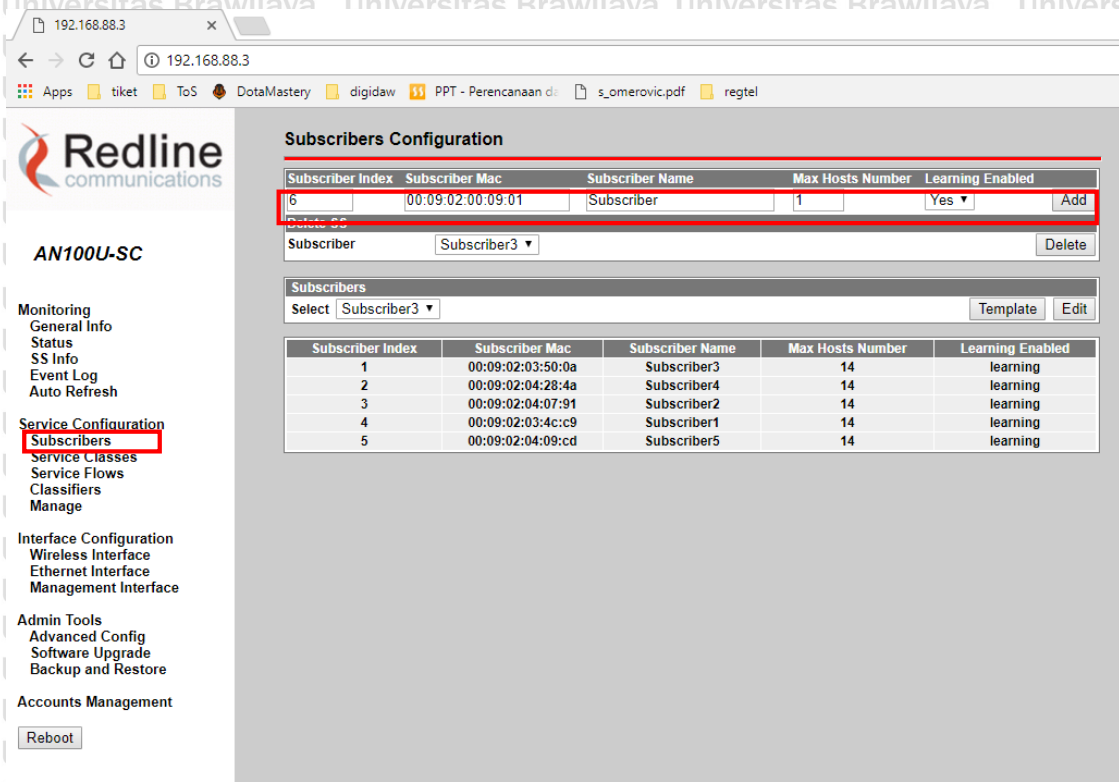 Universitas Brawijaya Universitas Brawijaya Universitas Brawijaya Univers
192.168.88.3
192.168.88.3
Apps tiket ToS DotaMastery digidaw PPT - Perencanaan da s_omerovic.pdf regtel
Redline
communications
AN100U-SC
Monitoring
General Info
Status
SS Info
Event Log
Auto Refresh
Service Configuration
Subscribers
Service Classes
Service Flows
Classifiers
Manage
Interface Configuration
Wireless Interface
Ethernet Interface
Management Interface
Admin Tools
Advanced Config
Software Upgrade
Backup and Restore
Accounts Management
Reboot
Subscribers Configuration
Subscriber Index Subscriber Mac Subscriber Name Max Hosts Number Learning Enabled
6 00:09:02:00:09:01 Subscriber 1 Yes Add
Delete SS
Subscriber Subscriber3 Delete
Subscribers
Select Subscriber3 Template Edit
Subscriber Index Subscriber Mac Subscriber Name Max Hosts Number Learning Enabled
1 00:09:02:03:50:0a Subscriber3 14 learning
2 00:09:02:04:28:4a Subscriber4 14 learning
3 00:09:02:04:07:91 Subscriber2 14 learning
4 00:09:02:03:4c:c9 Subscriber1 14 learning
5 00:09:02:04:09:cd Subscriber5 14 learning